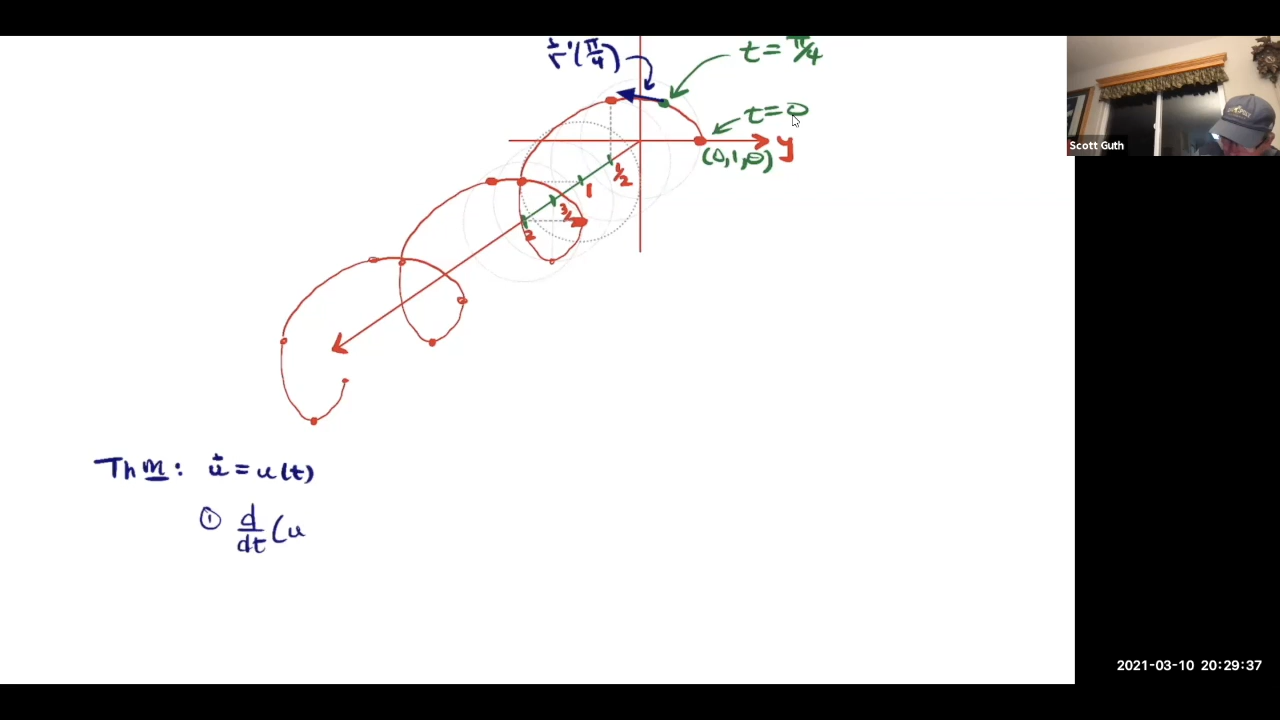 r⃗'(π/4)
t = π/4
t = 0
y
(0,1,0)
1/2
1
3/2
2
Thm: u⃗ = u(t)
① d/dt (u
Scott Guth
2021-03-10 20:29:37